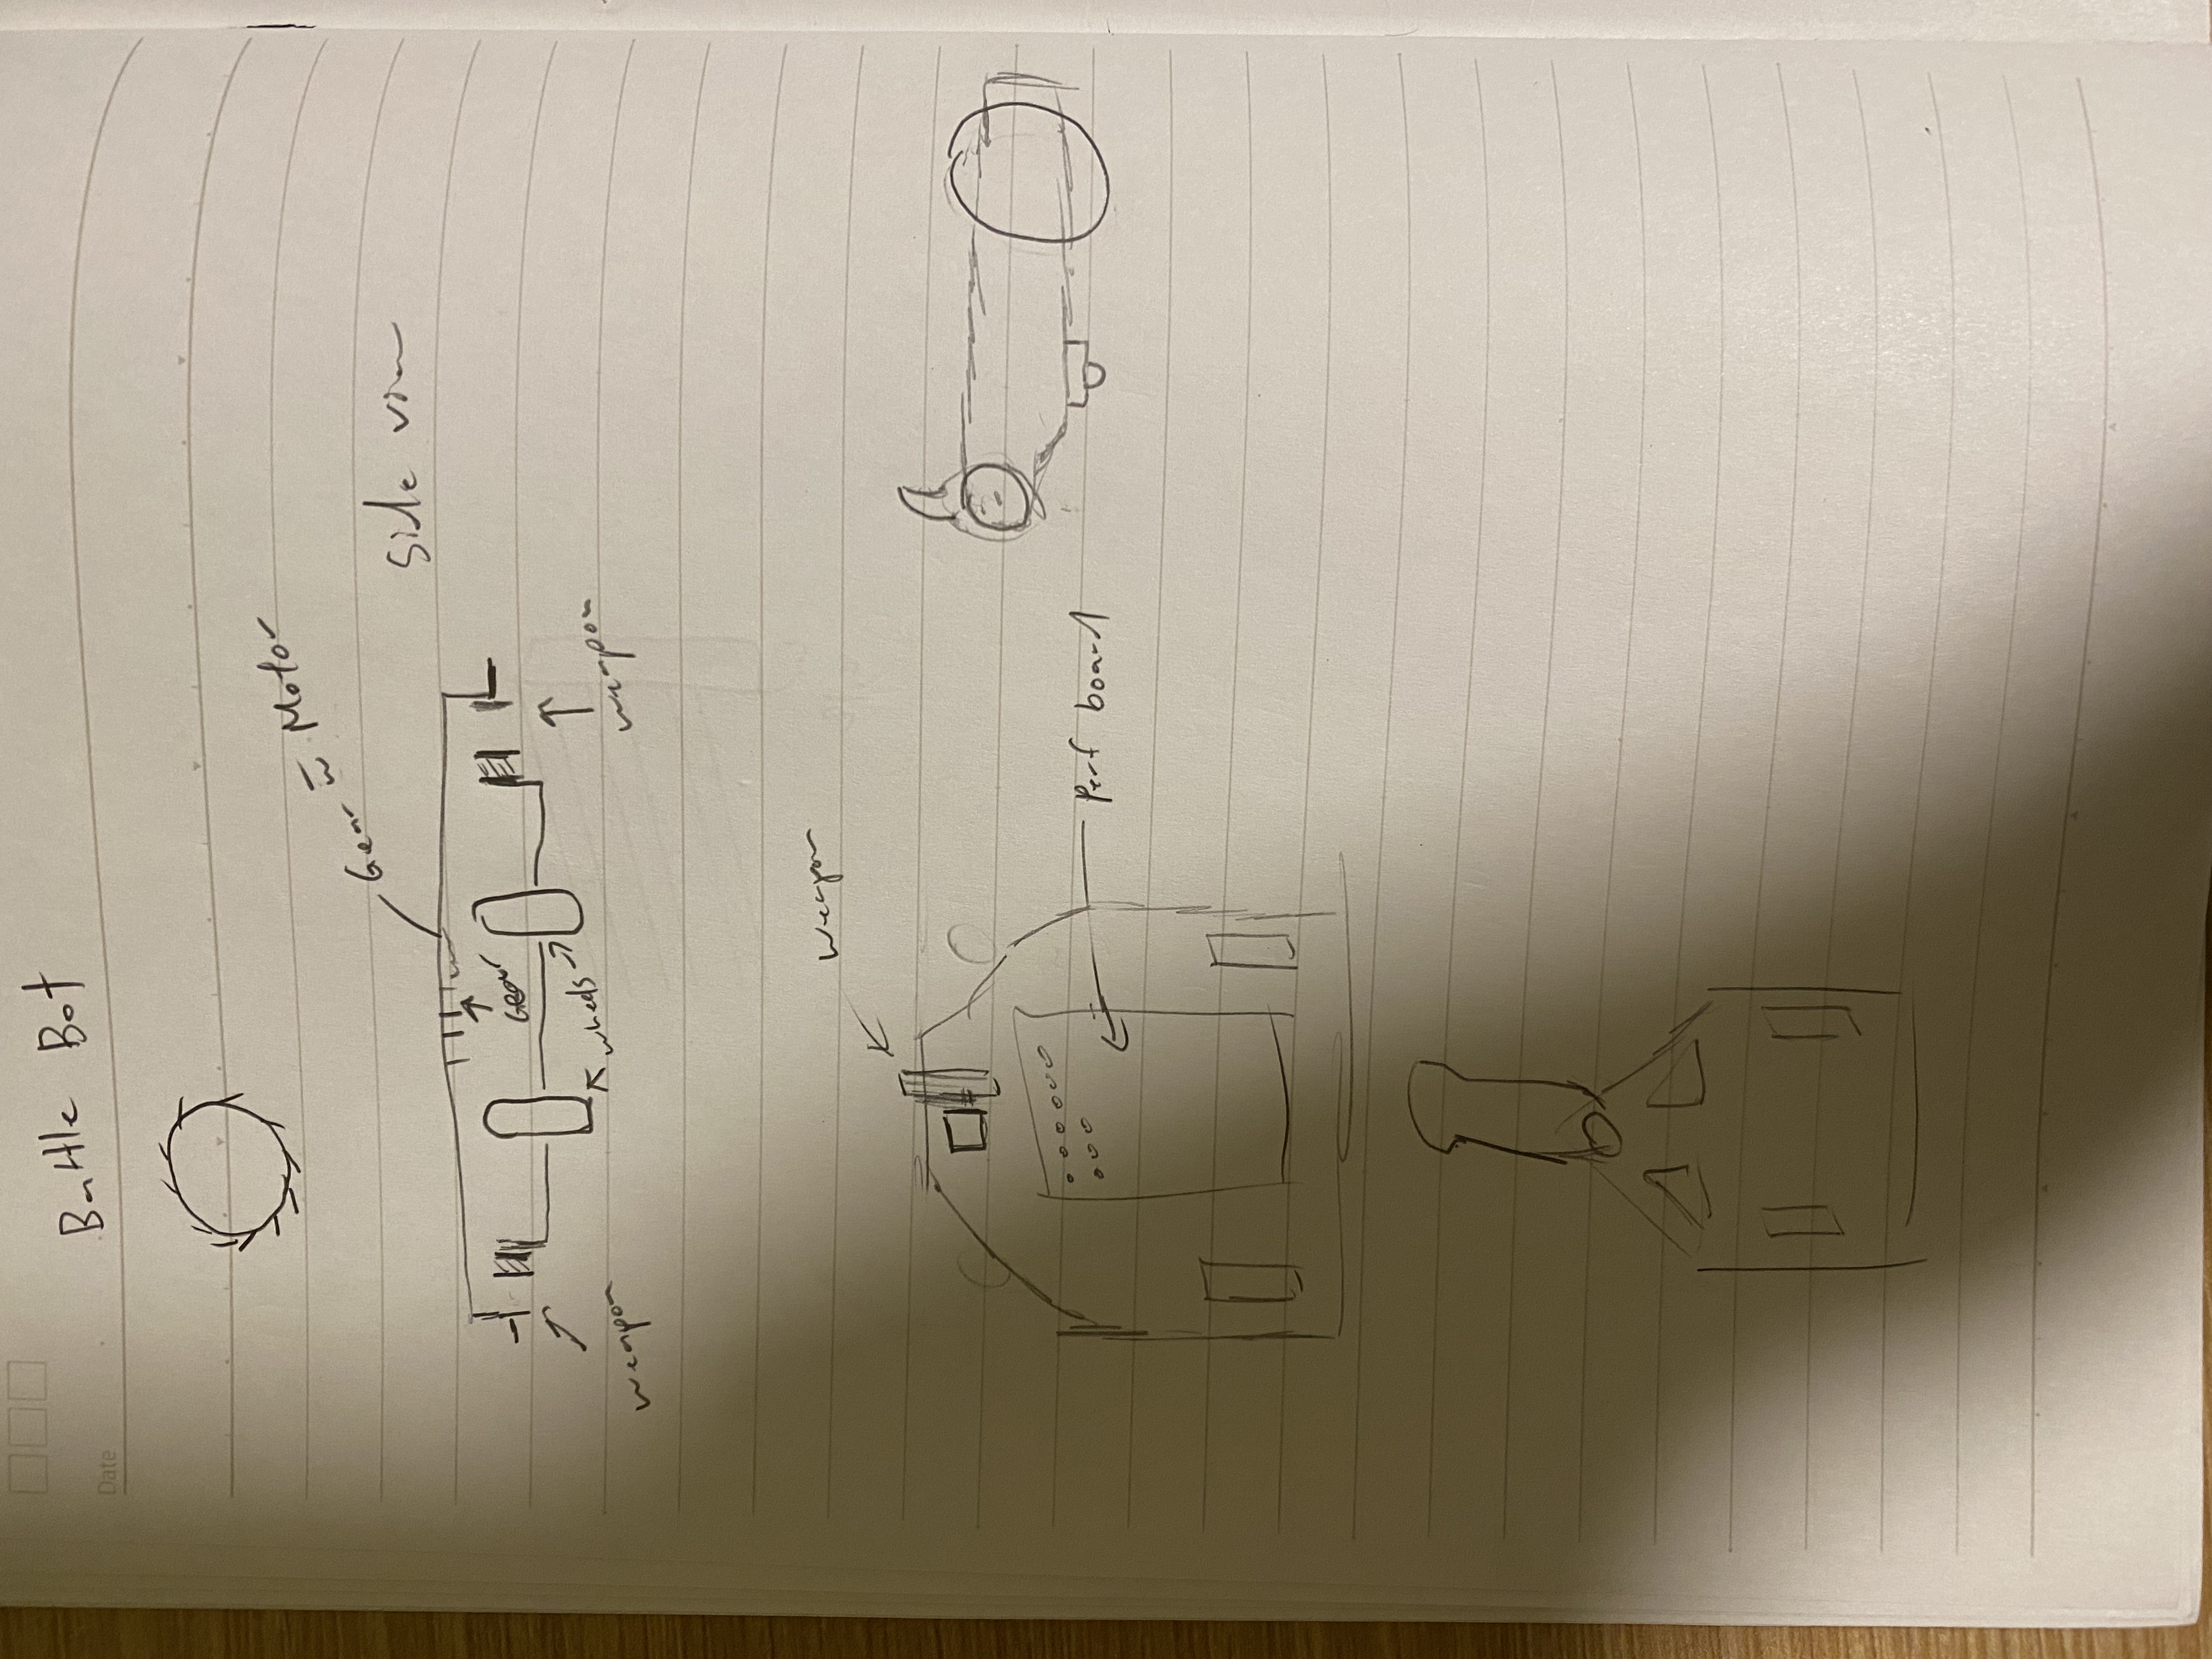 Date
Battle Bot
Gear w̄ Motor
Side view
Gear
wheels
weapon
weapon
weapon
Perf board